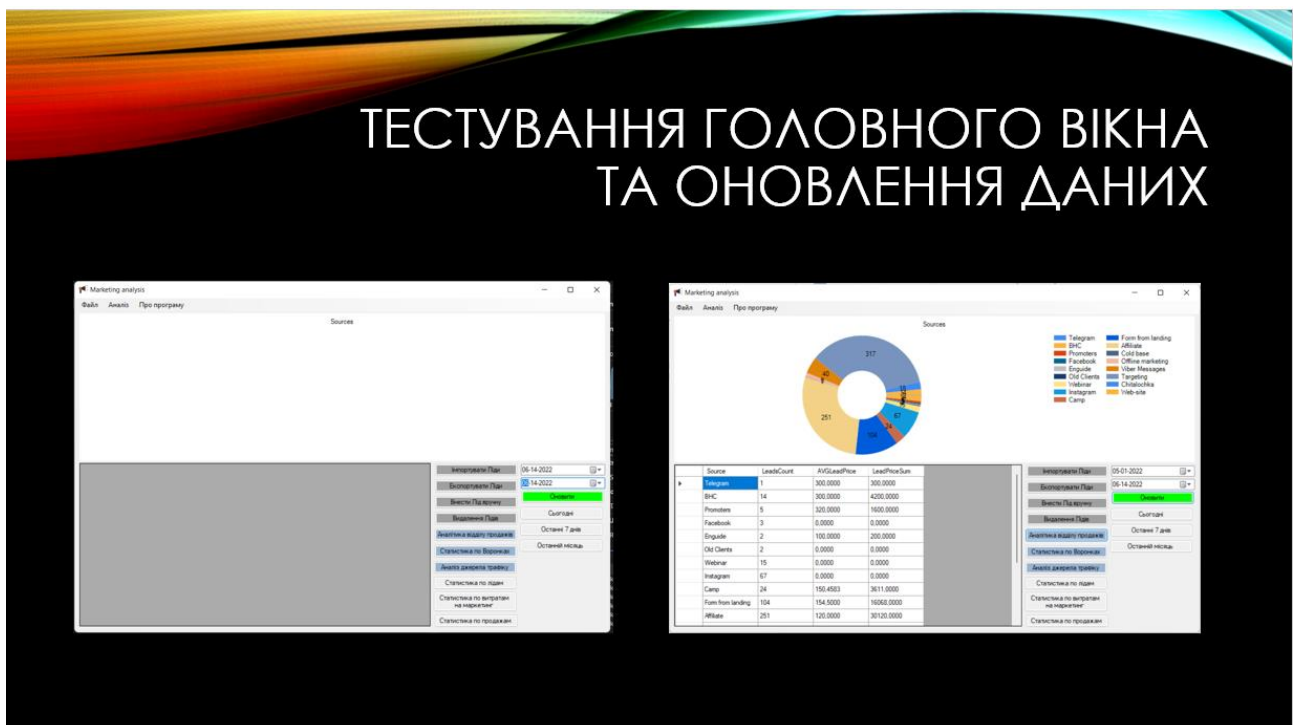 ТЕСТУВАННЯ ГОЛОВНОГО ВІКНА
ТА ОНОВЛЕННЯ ДАНИХ
Marketing analysis
Файл Аналіз Про програму
Sources
Імпортувати Ліди
06-14-2022
Експортувати Ліди
06-14-2022
Внести Лід вручну
Оновити
Видалення Лідів
Сьогодні
Аналітика відділу продажів
Останні 7 днів
Статистика по Воронках
Останній місяць
Аналіз джерела трафіку
Статистика по лідам
Статистика по витратам
на маркетинг
Статистика по продажам
Marketing analysis
Файл Аналіз Про програму
Sources
317
40
251
104
24
67
Telegram Form from landing
BHC Affiliate
Promoters Cold base
Facebook Offline marketing
Enguide Viber Messages
Old Clients Targeting
Webinar Chitalochka
Instagram Web-site
Camp
Source LeadsCount AVGLeadPrice LeadPriceSum
Telegram 1 300,0000 300,0000
BHC 14 300,0000 4200,0000
Promoters 5 320,0000 1600,0000
Facebook 3 0,0000 0,0000
Enguide 2 100,0000 200,0000
Old Clients 2 0,0000 0,0000
Webinar 15 0,0000 0,0000
Instagram 67 0,0000 0,0000
Camp 24 150,4583 3611,0000
Form from landing 104 154,5000 16068,0000
Affiliate 251 120,0000 30120,0000
Імпортувати Ліди
05-01-2022
Експортувати Ліди
06-14-2022
Внести Лід вручну
Оновити
Видалення Лідів
Сьогодні
Аналітика відділу продажів
Останні 7 днів
Статистика по Воронках
Останній місяць
Аналіз джерела трафіку
Статистика по лідам
Статистика по витратам
на маркетинг
Статистика по продажам